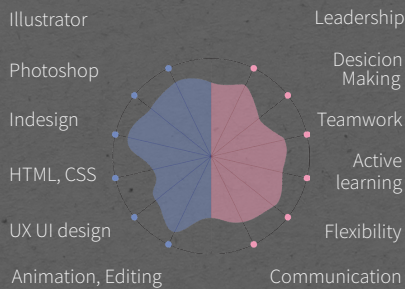 Illustrator
Photoshop
Indesign
HTML, CSS
UX UI design
Animation, Editing
Leadership
Desicion
Making
Teamwork
Active
learning
Flexibility
Communication